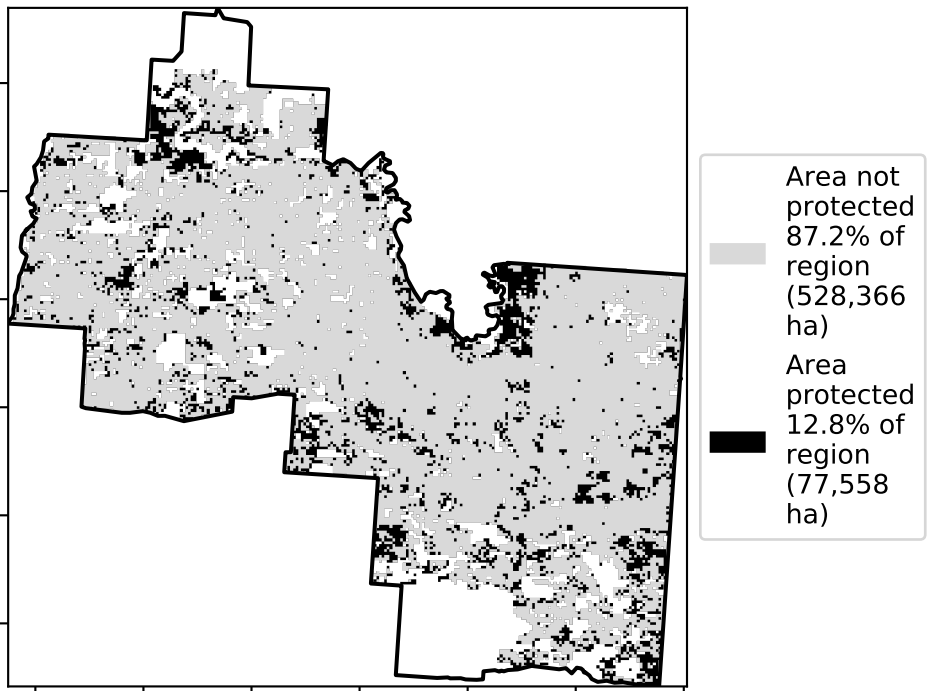 Area not
protected
87.2% of
region
(528,366
ha)
Area
protected
12.8% of
region
(77,558
ha)